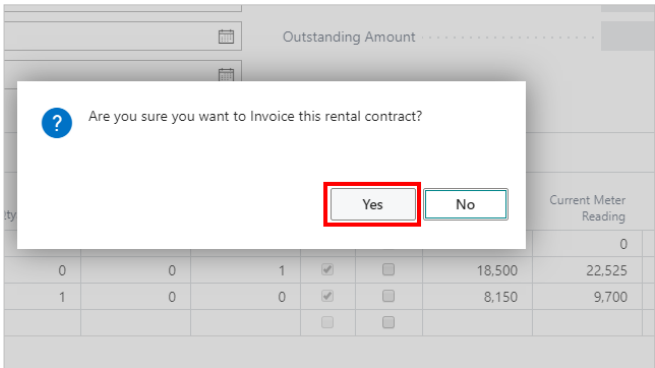 Outstanding Amount
?
Are you sure you want to Invoice this rental contract?
Yes
No
Current Meter
Reading
0
0 0 1 18,500 22,525
1 0 0 8,150 9,700